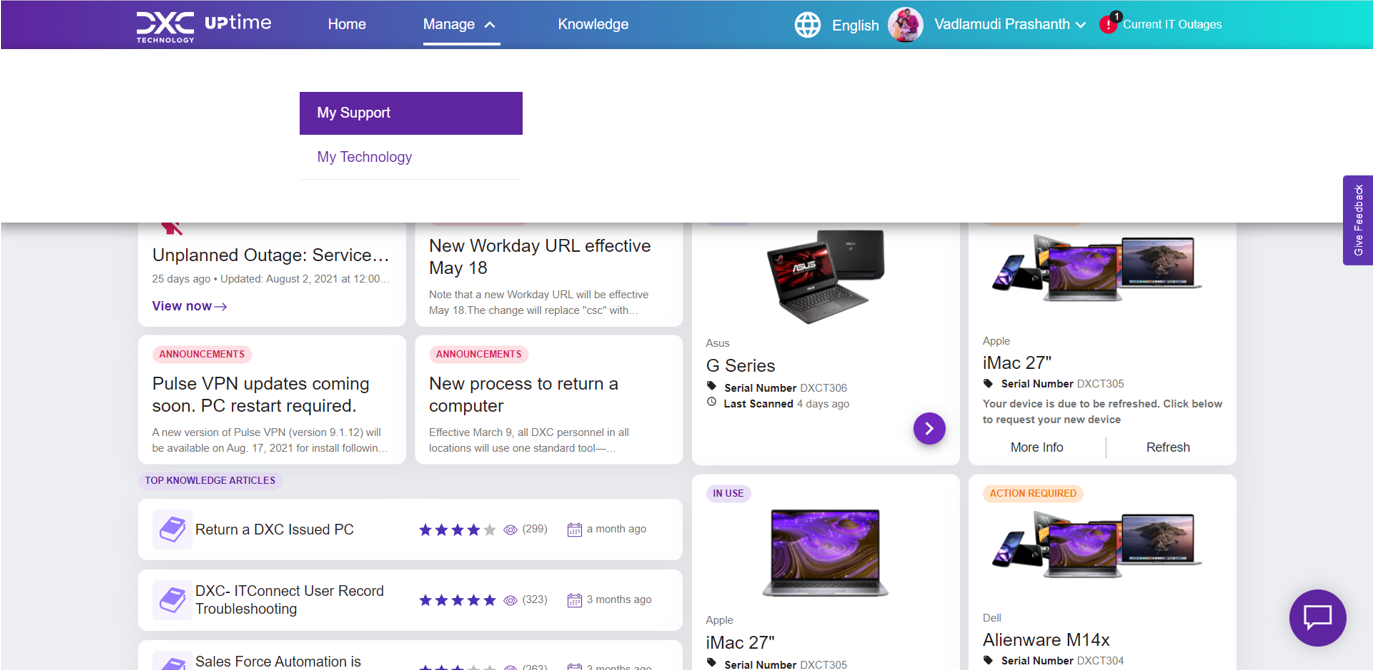 DXC TECHNOLOGY UPtime Home Manage Knowledge English Vadlamudi Prashanth ! 1 Current IT Outages
My Support
My Technology
Give Feedback
Unplanned Outage: Service...
25 days ago • Updated: August 2, 2021 at 12:00...
View now
New Workday URL effective
May 18
Note that a new Workday URL will be effective
May 18.The change will replace "csc" with...
ANNOUNCEMENTS
Pulse VPN updates coming
soon. PC restart required.
A new version of Pulse VPN (version 9.1.12) will
be available on Aug. 17, 2021 for install followin...
ANNOUNCEMENTS
New process to return a
computer
Effective March 9, all DXC personnel in all
locations will use one standard tool—...
TOP KNOWLEDGE ARTICLES
Return a DXC Issued PC (299) a month ago
DXC- ITConnect User Record
Troubleshooting
(323) 3 months ago
Sales Force Automation is
(263) 3 months ago
ASUS
Asus
G Series
Serial Number DXCT306
Last Scanned 4 days ago
Apple
iMac 27"
Serial Number DXCT305
Your device is due to be refreshed. Click below
to request your new device
More Info Refresh
IN USE
Apple
iMac 27"
Serial Number DXCT305
ACTION REQUIRED
Dell
Alienware M14x
Serial Number DXCT304